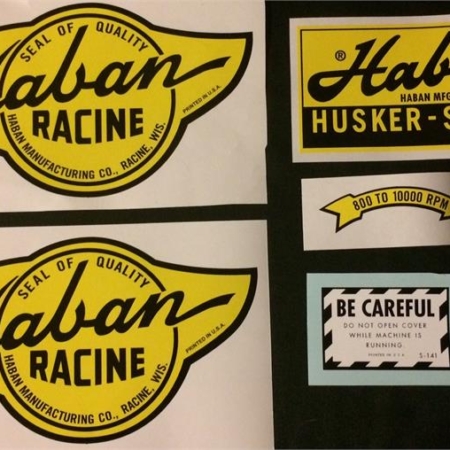 SEAL OF QUALITY
Haban
RACINE
HABAN MANUFACTURING CO., RACINE, WIS.
PRINTED IN U.S.A.
SEAL OF QUALITY
Haban
RACINE
HABAN MANUFACTURING CO., RACINE, WIS.
PRINTED IN U.S.A.
® Hab
HABAN MFG
HUSKER-S
800 TO 10000 RPM
BE CAREFUL
DO NOT OPEN COVER
WHILE MACHINE IS
RUNNING
PRINTED IN U.S.A.
S-141